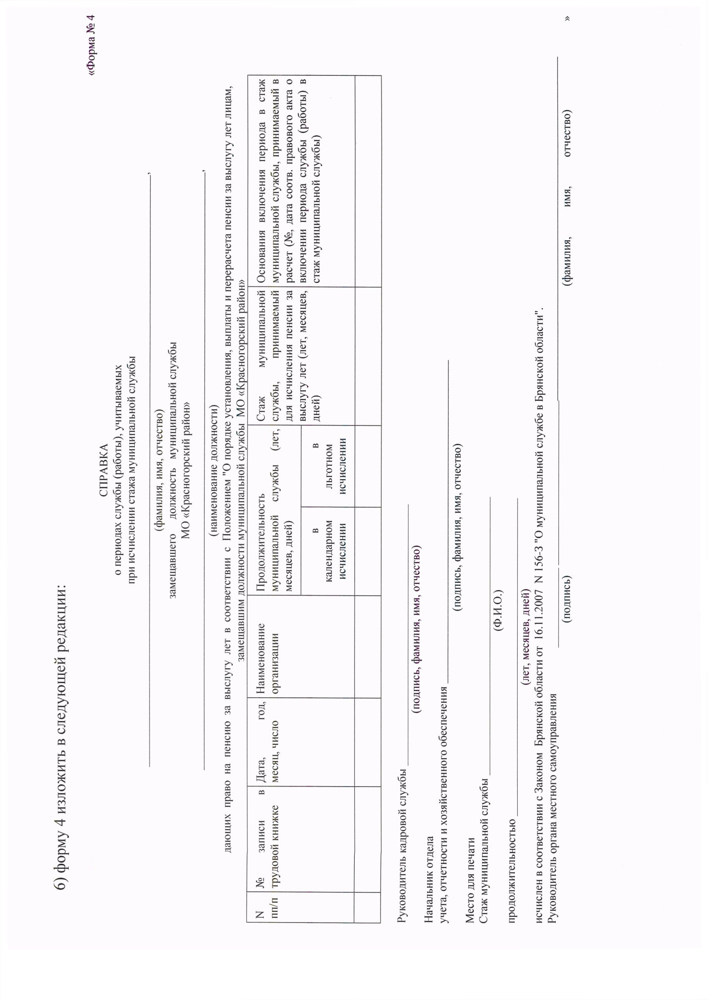 6) форму 4 изложить в следующей редакции:
«Форма № 4
СПРАВКА
о периодах службы (работы), учитываемых
при исчислении стажа муниципальной службы
,
(фамилия, имя, отчество)
замещавшего должность муниципальной службы
МО «Красногорский район»
,
(наименование должности)
дающих право на пенсию за выслугу лет в соответствии с Положением "О порядке установления, выплаты и перерасчета пенсии за выслугу лет лицам,
замещавшим должности муниципальной службы МО «Красногорский район»
N
пп/п
№ записи в
трудовой книжке
Дата, год,
месяц, число
Наименование
организации
Продолжительность
муниципальной службы (лет,
месяцев, дней)
в
календарном
исчислении
в
льготном
исчислении
Стаж муниципальной
службы, принимаемый
для исчисления пенсии за
выслугу лет (лет, месяцев,
дней)
Основания включения периода в стаж
муниципальной службы, принимаемый в
расчет (№, дата соотв. правового акта о
включении периода службы (работы) в
стаж муниципальной службы)
Руководитель кадровой службы
(подпись, фамилия, имя, отчество)
Начальник отдела
учета, отчетности и хозяйственного обеспечения
(подпись, фамилия, имя, отчество)
Место для печати
Стаж муниципальной службы
(Ф.И.О.)
продолжительностью
(лет, месяцев, дней)
исчислен в соответствии с Законом Брянской области от 16.11.2007 N 156-З "О муниципальной службе в Брянской области".
Руководитель органа местного самоуправления
(подпись) (фамилия, имя, отчество) »